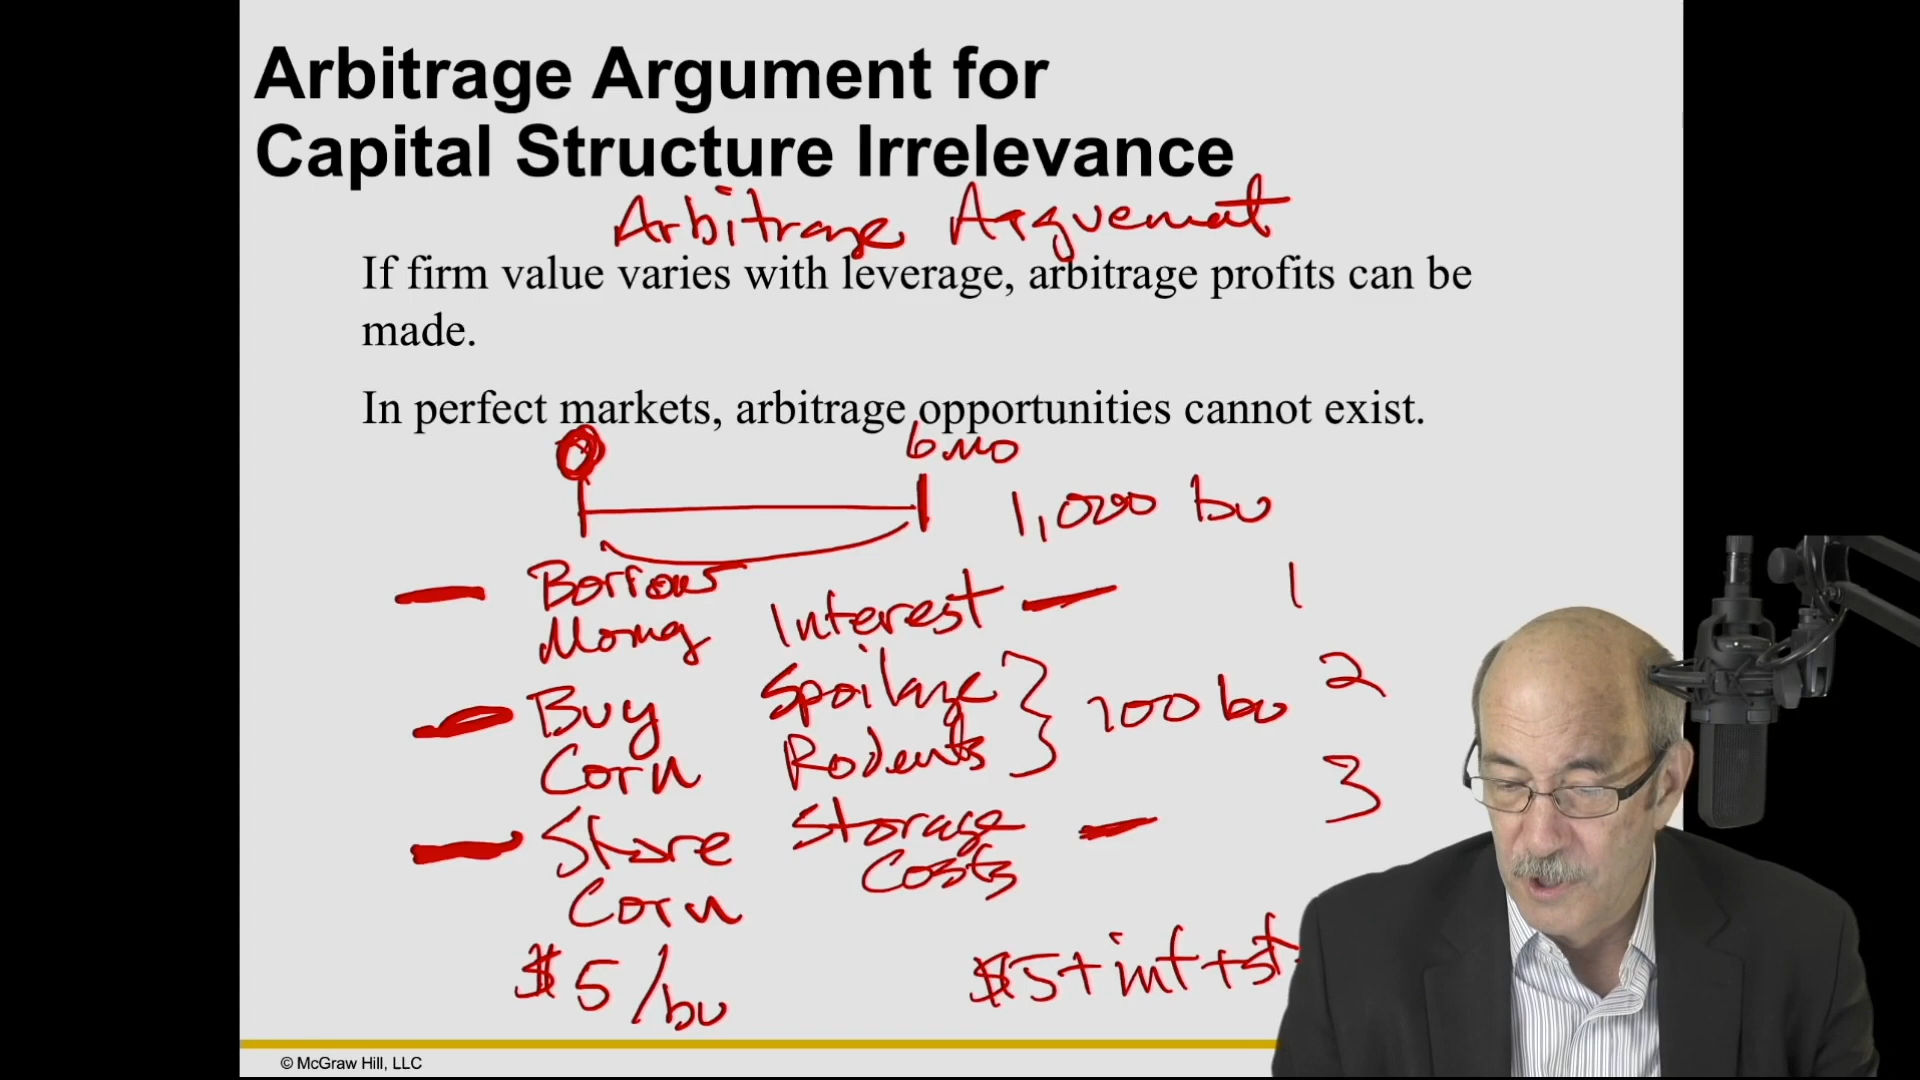 Arbitrage Argument for
Capital Structure Irrelevance
Arbitrage Arguement
If firm value varies with leverage, arbitrage profits can be
made.
In perfect markets, arbitrage opportunities cannot exist.
0 6 mo
1,000 bu
Borrow Interest 1
Money
Buy Spoilage 100 bu 2
Corn Rodents
Store Storage 3
Corn Costs
$5/bu $5 + int + st
© McGraw Hill, LLC